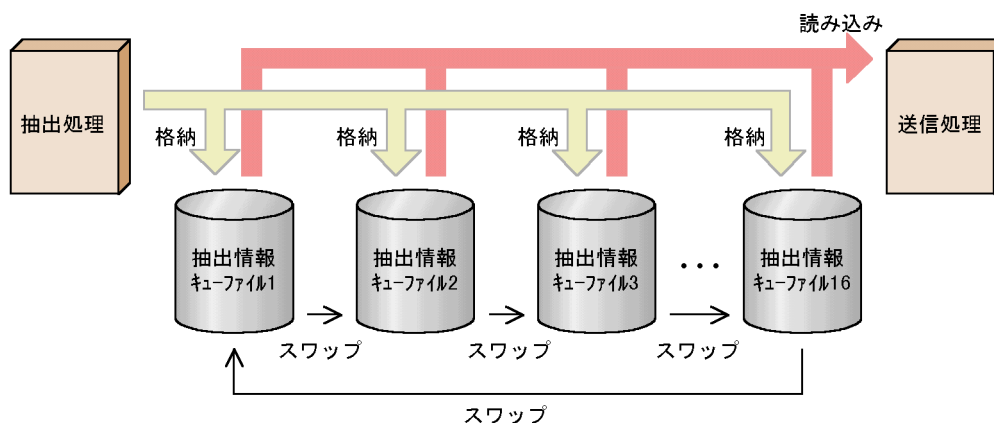 読み込み
抽出処理
送信処理
格納
格納
格納
格納
抽出情報
ｷｭｰﾌｧｲﾙ1
抽出情報
ｷｭｰﾌｧｲﾙ2
抽出情報
ｷｭｰﾌｧｲﾙ3
…
抽出情報
ｷｭｰﾌｧｲﾙ16
スワップ
スワップ
スワップ
スワップ